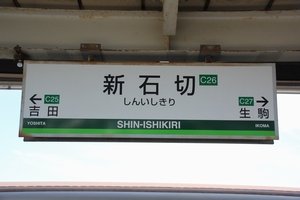 新石切 C26
しんいしきり
← C25
吉田
YOSHITA
C27 →
生駒
IKOMA
SHIN-ISHIKIRI